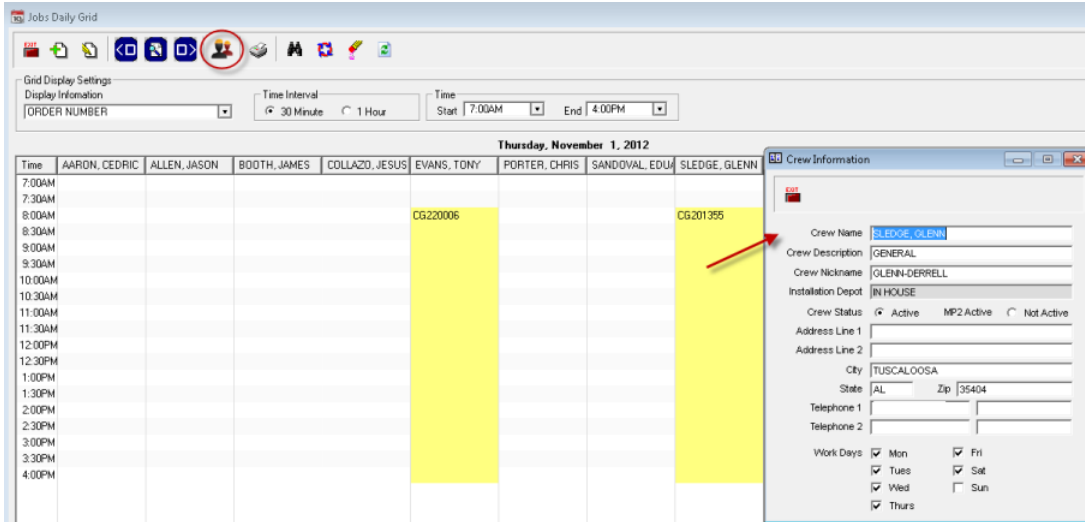 Jobs Daily Grid
EXIT
Grid Display Settings
Display Infomation
ORDER NUMBER
Time Interval
30 Minute 1 Hour
Time
Start 7:00AM End 4:00PM
Thursday, November 1, 2012
Time AARON, CEDRIC ALLEN, JASON BOOTH, JAMES COLLAZO, JESUS EVANS, TONY PORTER, CHRIS SANDOVAL, EDUA SLEDGE, GLENN
7:00AM
7:30AM
8:00AM CG220006 CG201355
8:30AM
9:00AM
9:30AM
10:00AM
10:30AM
11:00AM
11:30AM
12:00PM
12:30PM
1:00PM
1:30PM
2:00PM
2:30PM
3:00PM
3:30PM
4:00PM
Crew Information
EXIT
Crew Name SLEDGE, GLENN
Crew Description GENERAL
Crew Nickname GLENN-DERRELL
Installation Depot IN HOUSE
Crew Status Active MP2 Active Not Active
Address Line 1
Address Line 2
City TUSCALOOSA
State AL Zip 35404
Telephone 1
Telephone 2
Work Days Mon Fri
Tues Sat
Wed Sun
Thurs